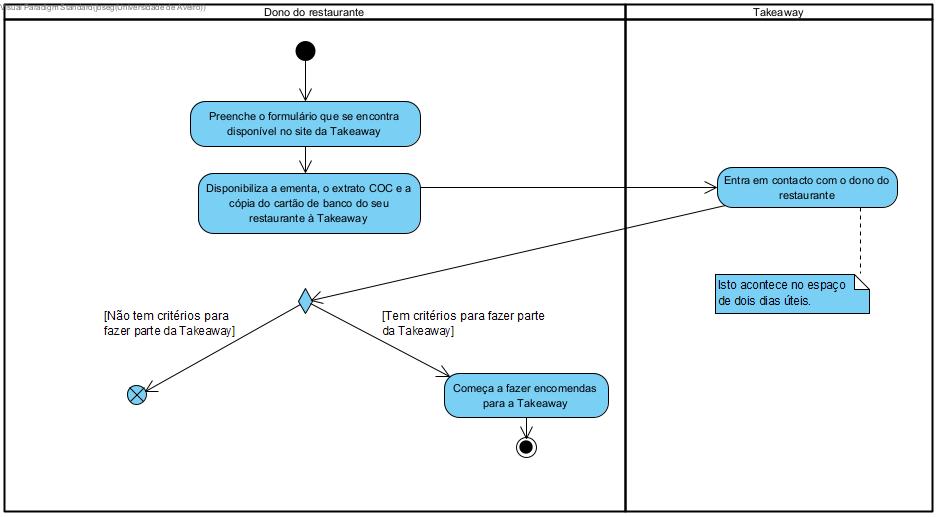 Visual Paradigm Standard(joseg(Universidade de Aveiro))
Dono do restaurante
Takeaway
Preenche o formulário que se encontra
disponível no site da Takeaway
Disponibiliza a ementa, o extrato COC e a
cópia do cartão de banco do seu
restaurante à Takeaway
Entra em contacto com o dono do
restaurante
Isto acontece no espaço
de dois dias úteis.
[Não tem critérios para
fazer parte da Takeaway]
[Tem critérios para fazer parte
da Takeaway]
Começa a fazer encomendas
para a Takeaway